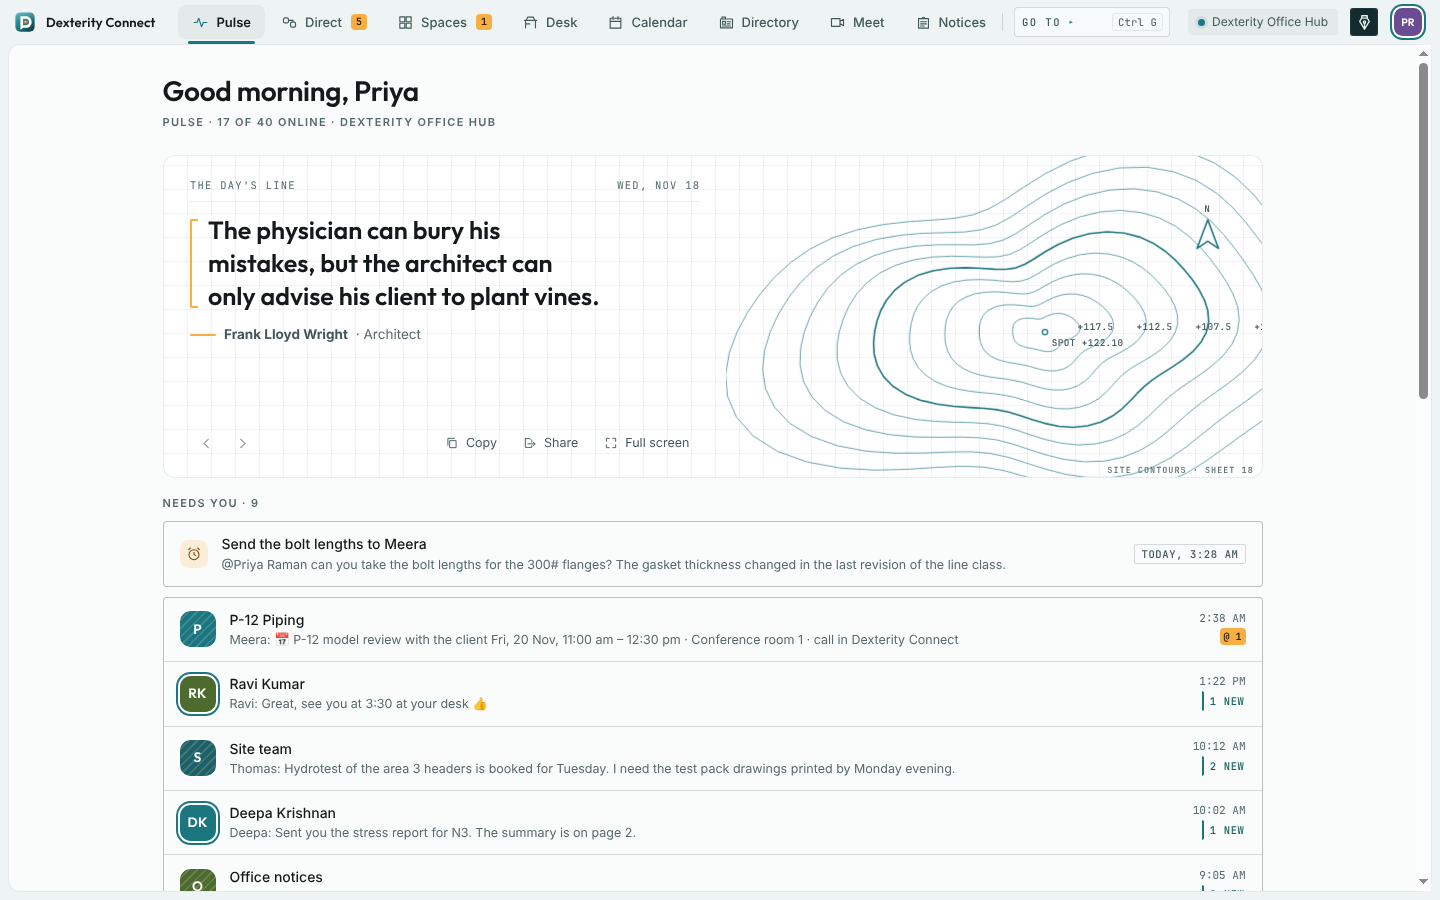 Dexterity Connect
Pulse
Direct 5
Spaces 1
Desk
Calendar
Directory
Meet
Notices
GO TO
Ctrl G
Dexterity Office Hub
PR
Good morning, Priya
PULSE · 17 OF 40 ONLINE · DEXTERITY OFFICE HUB
THE DAY'S LINE
WED, NOV 18
The physician can bury his
mistakes, but the architect can
only advise his client to plant vines.
Frank Lloyd Wright · Architect
Copy
Share
Full screen
N
+117.5 +112.5 +107.5
SPOT +122.10
SITE CONTOURS · SHEET 18
NEEDS YOU · 9
Send the bolt lengths to Meera
@Priya Raman can you take the bolt lengths for the 300# flanges? The gasket thickness changed in the last revision of the line class.
TODAY, 3:28 AM
P
P-12 Piping
2:38 AM
Meera: 📅 P-12 model review with the client Fri, 20 Nov, 11:00 am – 12:30 pm · Conference room 1 · call in Dexterity Connect
@ 1
RK
Ravi Kumar
1:22 PM
Ravi: Great, see you at 3:30 at your desk 👍
1 NEW
S
Site team
10:12 AM
Thomas: Hydrotest of the area 3 headers is booked for Tuesday. I need the test pack drawings printed by Monday evening.
2 NEW
DK
Deepa Krishnan
10:02 AM
Deepa: Sent you the stress report for N3. The summary is on page 2.
1 NEW
O
Office notices
9:05 AM